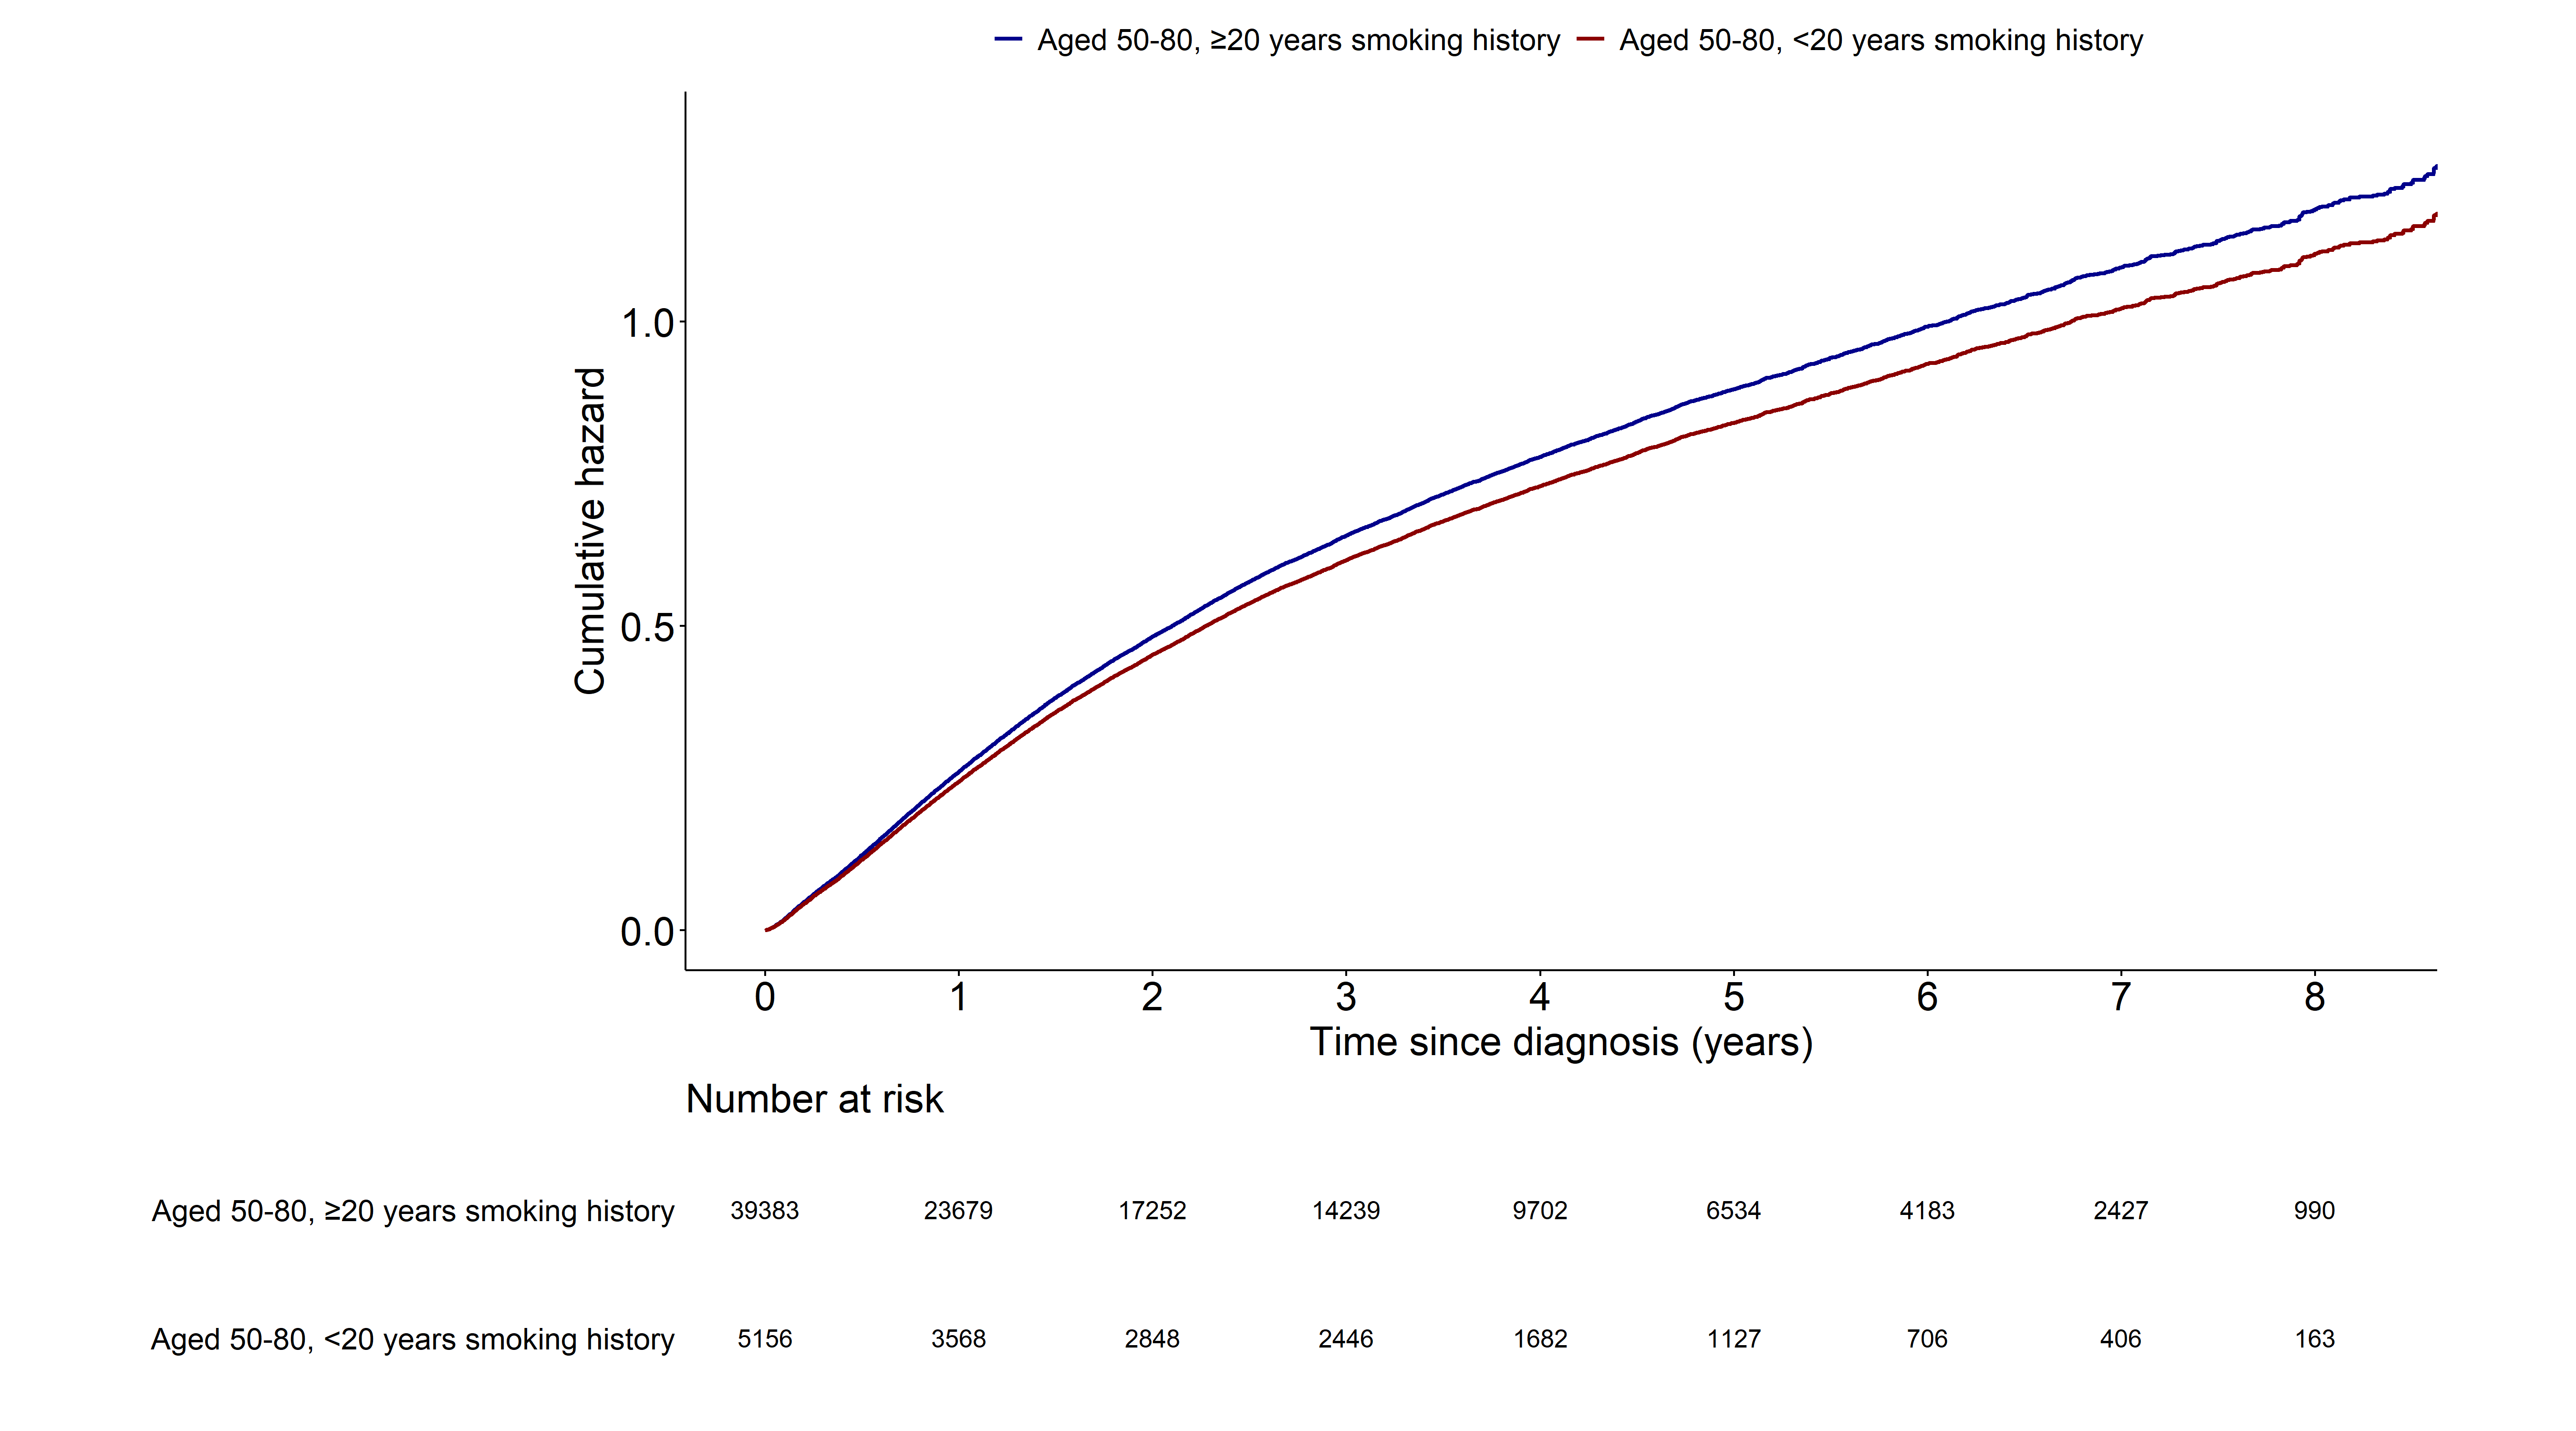 Aged 50-80, ≥20 years smoking history Aged 50-80, <20 years smoking history
Cumulative hazard
1.0
0.5
0.0
0 1 2 3 4 5 6 7 8
Time since diagnosis (years)
Number at risk
Aged 50-80, ≥20 years smoking history 39383 23679 17252 14239 9702 6534 4183 2427 990
Aged 50-80, <20 years smoking history 5156 3568 2848 2446 1682 1127 706 406 163